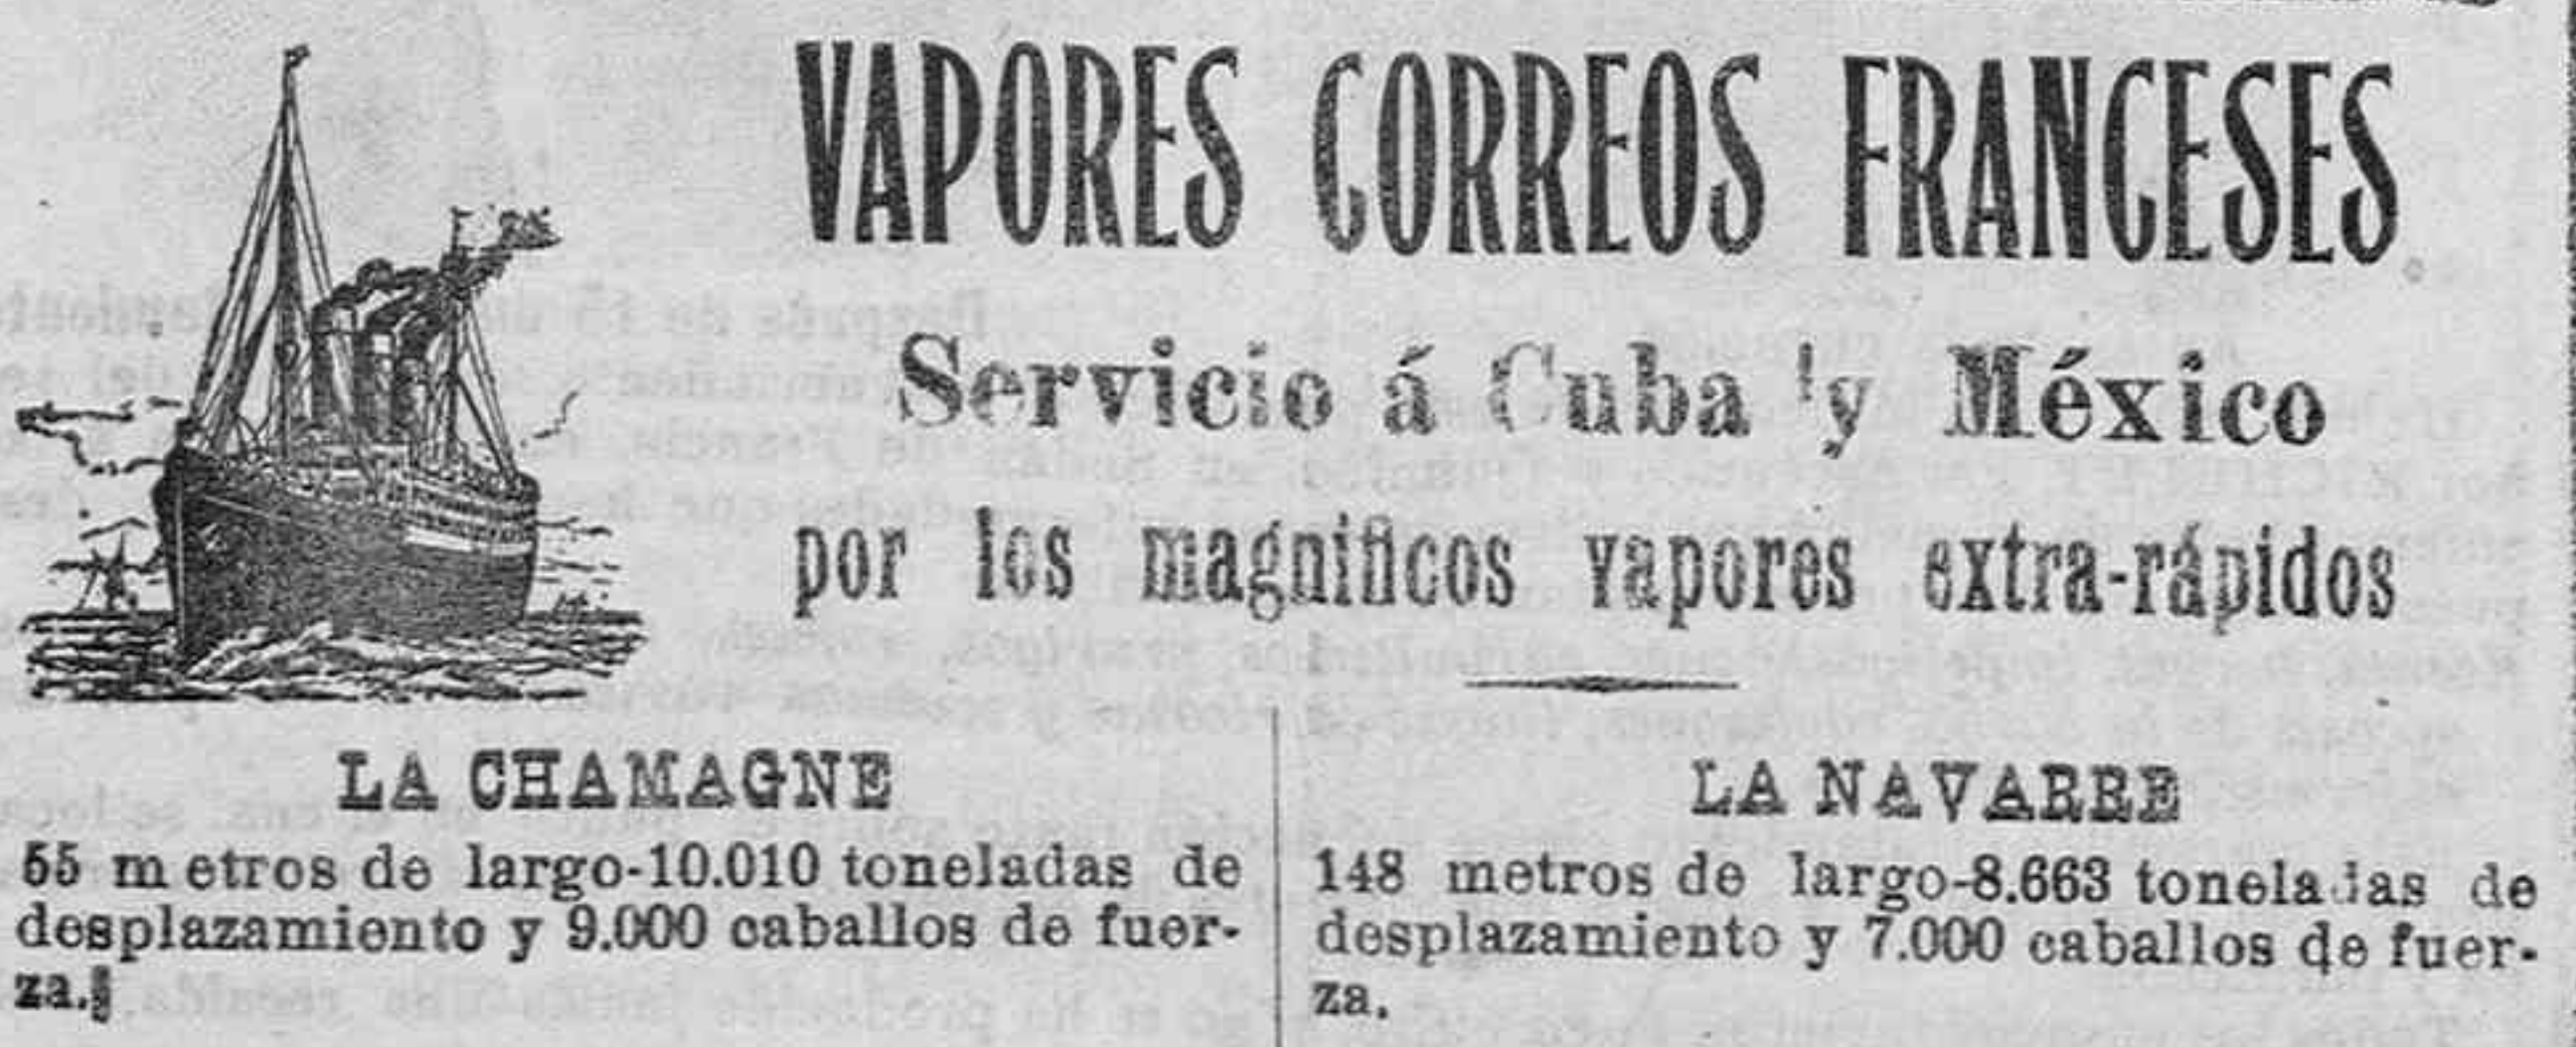 VAPORES CORREOS FRANCESES
Servicio á Cuba y México
por los magnificos vapores extra-rápidos
LA CHAMAGNE
55 metros de largo-10.010 toneladas de
desplazamiento y 9.000 caballos de fuer-
za.
LA NAVARRE
148 metros de largo-8.663 toneladas de
desplazamiento y 7.000 caballos de fuer-
za.